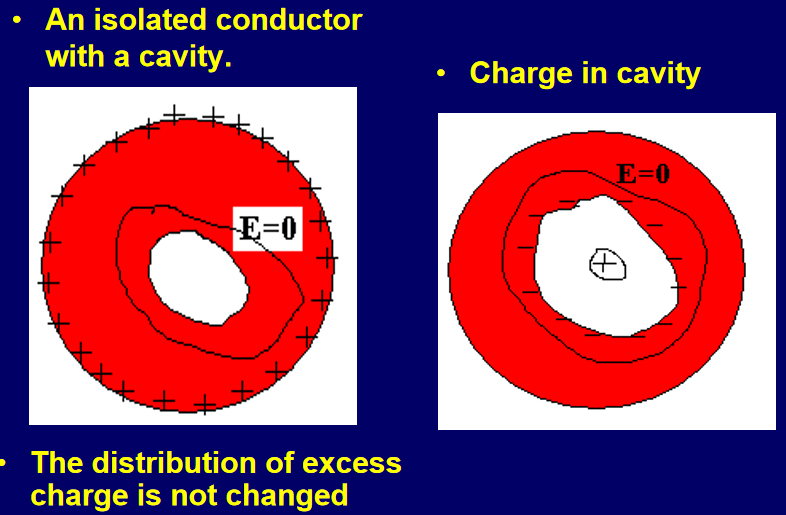 • An isolated conductor
with a cavity.
E=0
• The distribution of excess
charge is not changed
• Charge in cavity
E=0